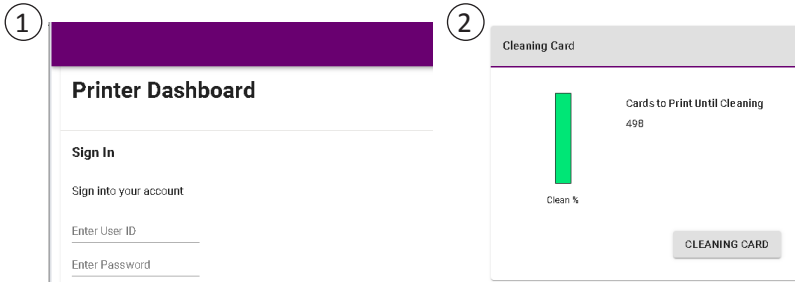 1
Printer Dashboard
Sign In
Sign into your account
Enter User ID
Enter Password
2
Cleaning Card
Cards to Print Until Cleaning
498
Clean %
CLEANING CARD